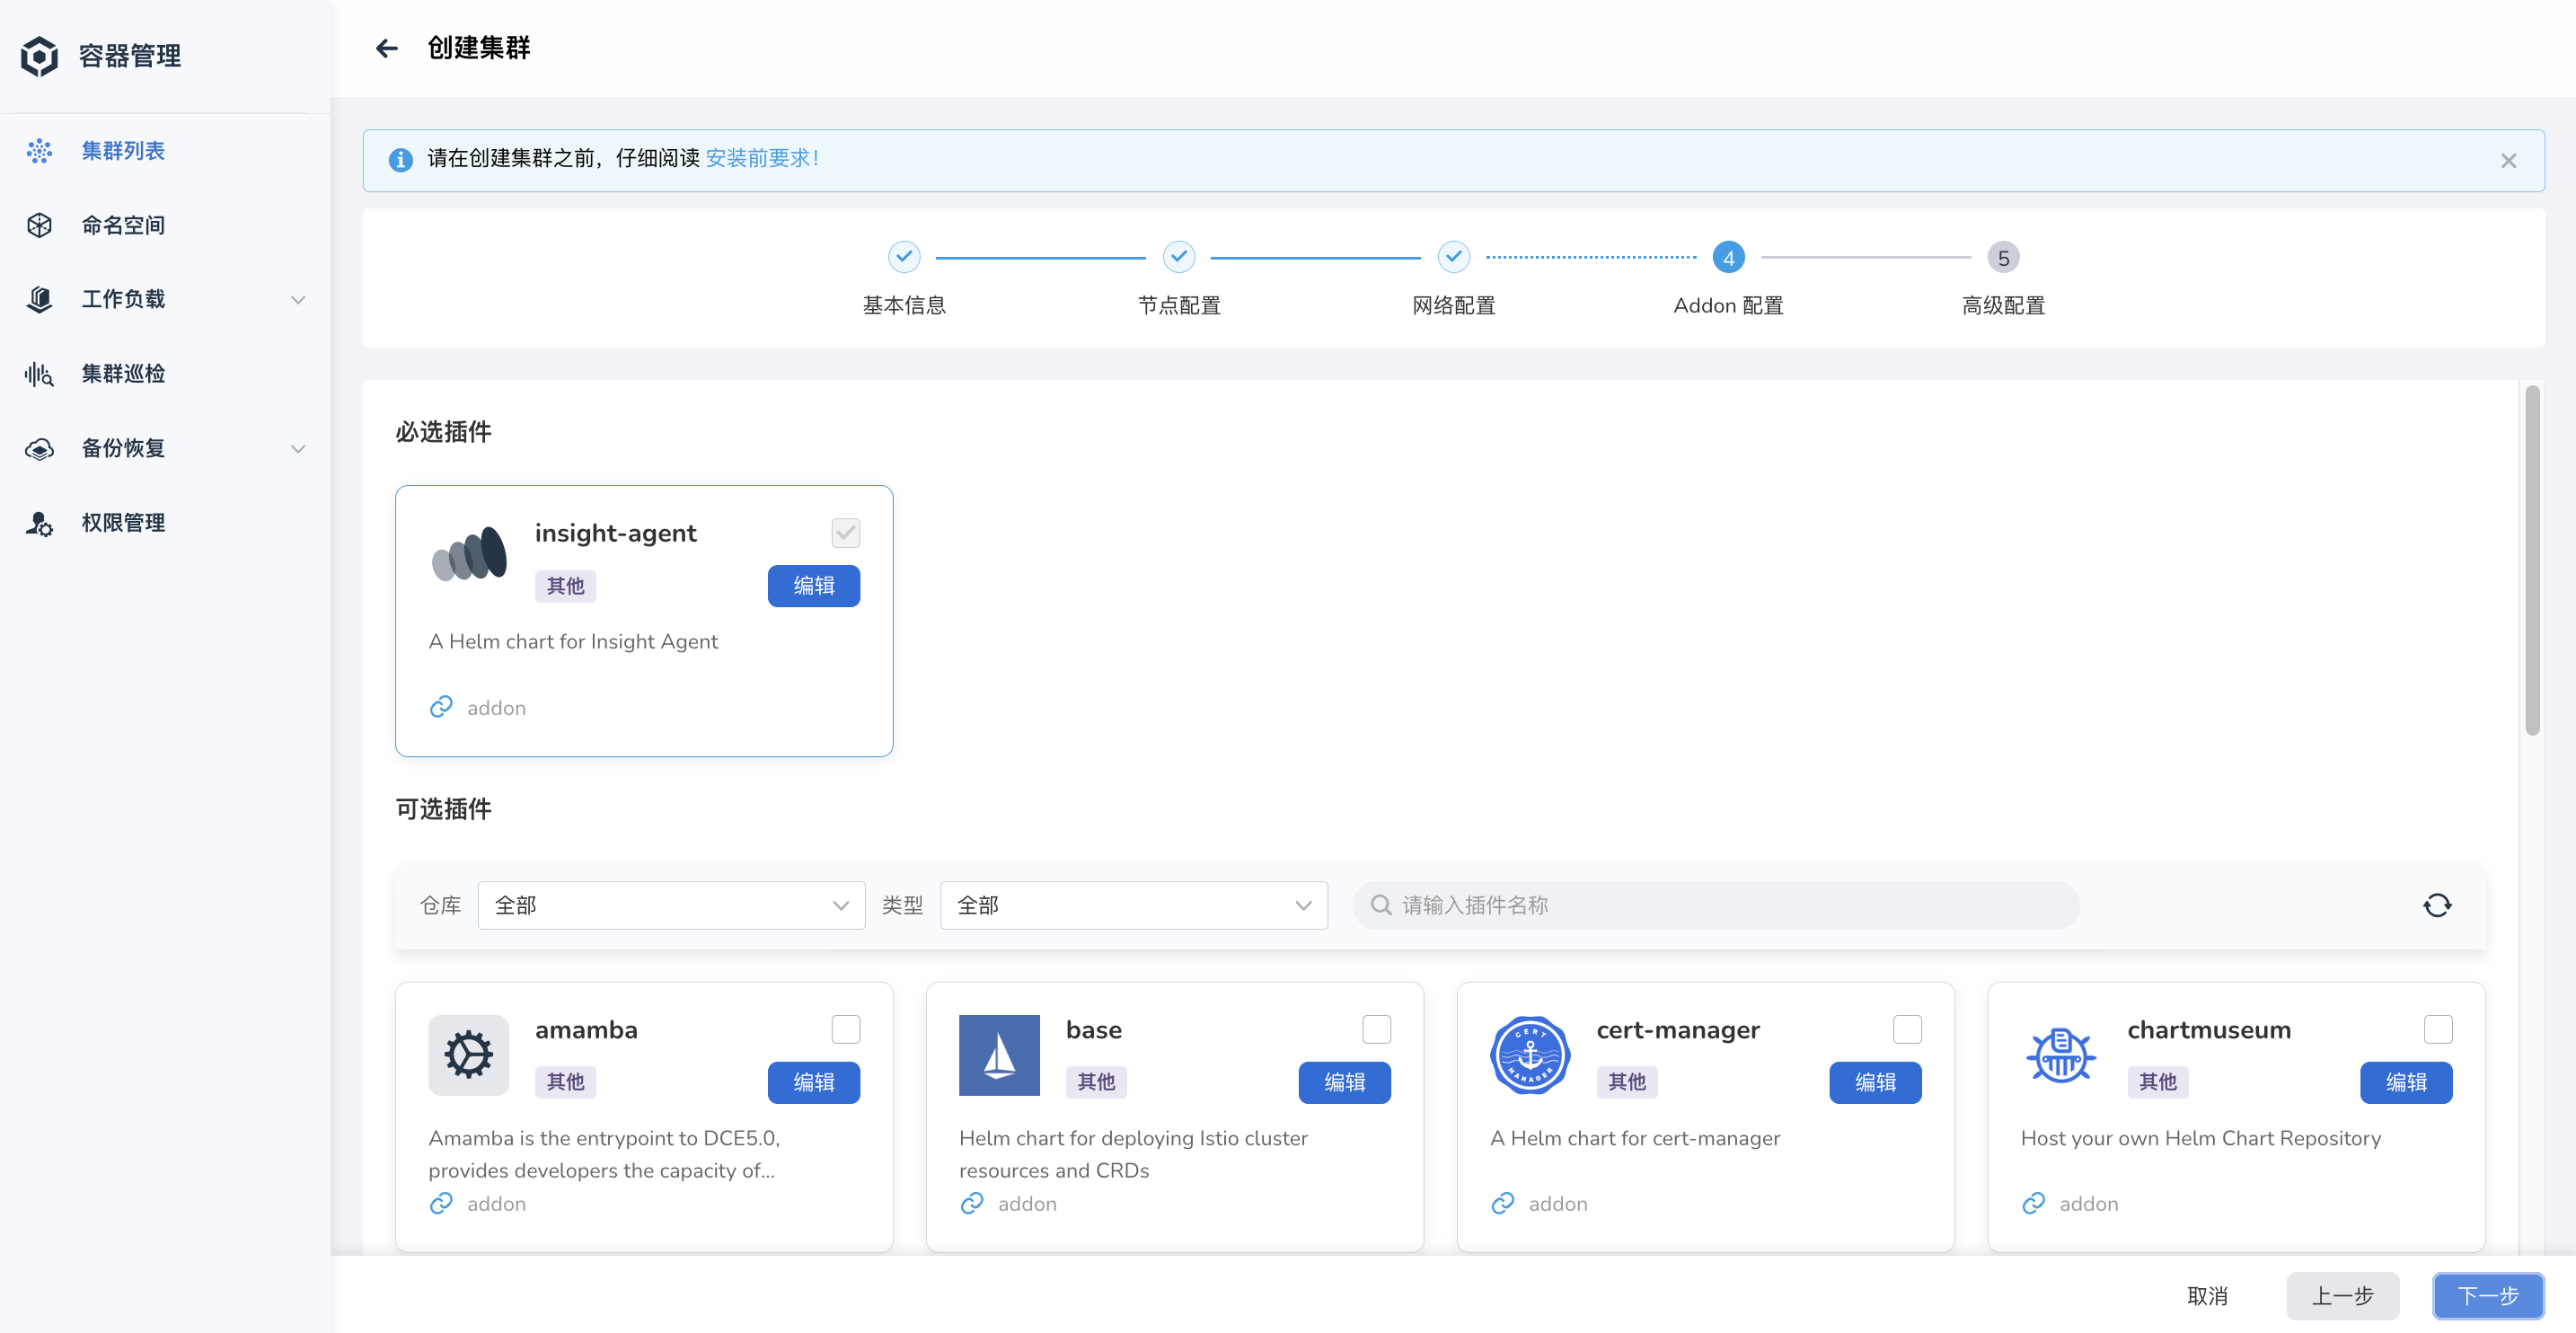 容器管理
集群列表
命名空间
工作负载
集群巡检
备份恢复
权限管理
创建集群
请在创建集群之前，仔细阅读 安装前要求！
4
5
基本信息
节点配置
网络配置
Addon 配置
高级配置
必选插件
insight-agent
其他
编辑
A Helm chart for Insight Agent
addon
可选插件
仓库
全部
类型
全部
请输入插件名称
amamba
其他
编辑
Amamba is the entrypoint to DCE5.0,
provides developers the capacity of...
addon
base
其他
编辑
Helm chart for deploying Istio cluster
resources and CRDs
addon
CERT
MANAGER
cert-manager
其他
编辑
A Helm chart for cert-manager
addon
chartmuseum
其他
编辑
Host your own Helm Chart Repository
addon
取消
上一步
下一步